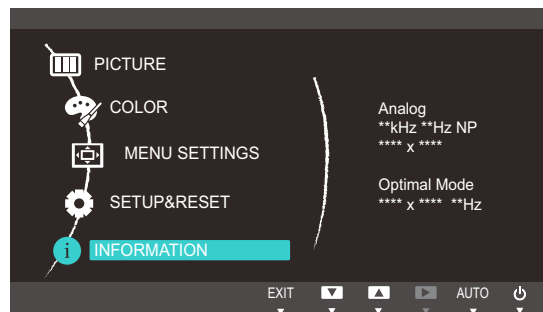 PICTURE
COLOR
MENU SETTINGS
SETUP&RESET
i INFORMATION
Analog
**kHz **Hz NP
**** x ****
Optimal Mode
**** x **** **Hz
EXIT AUTO